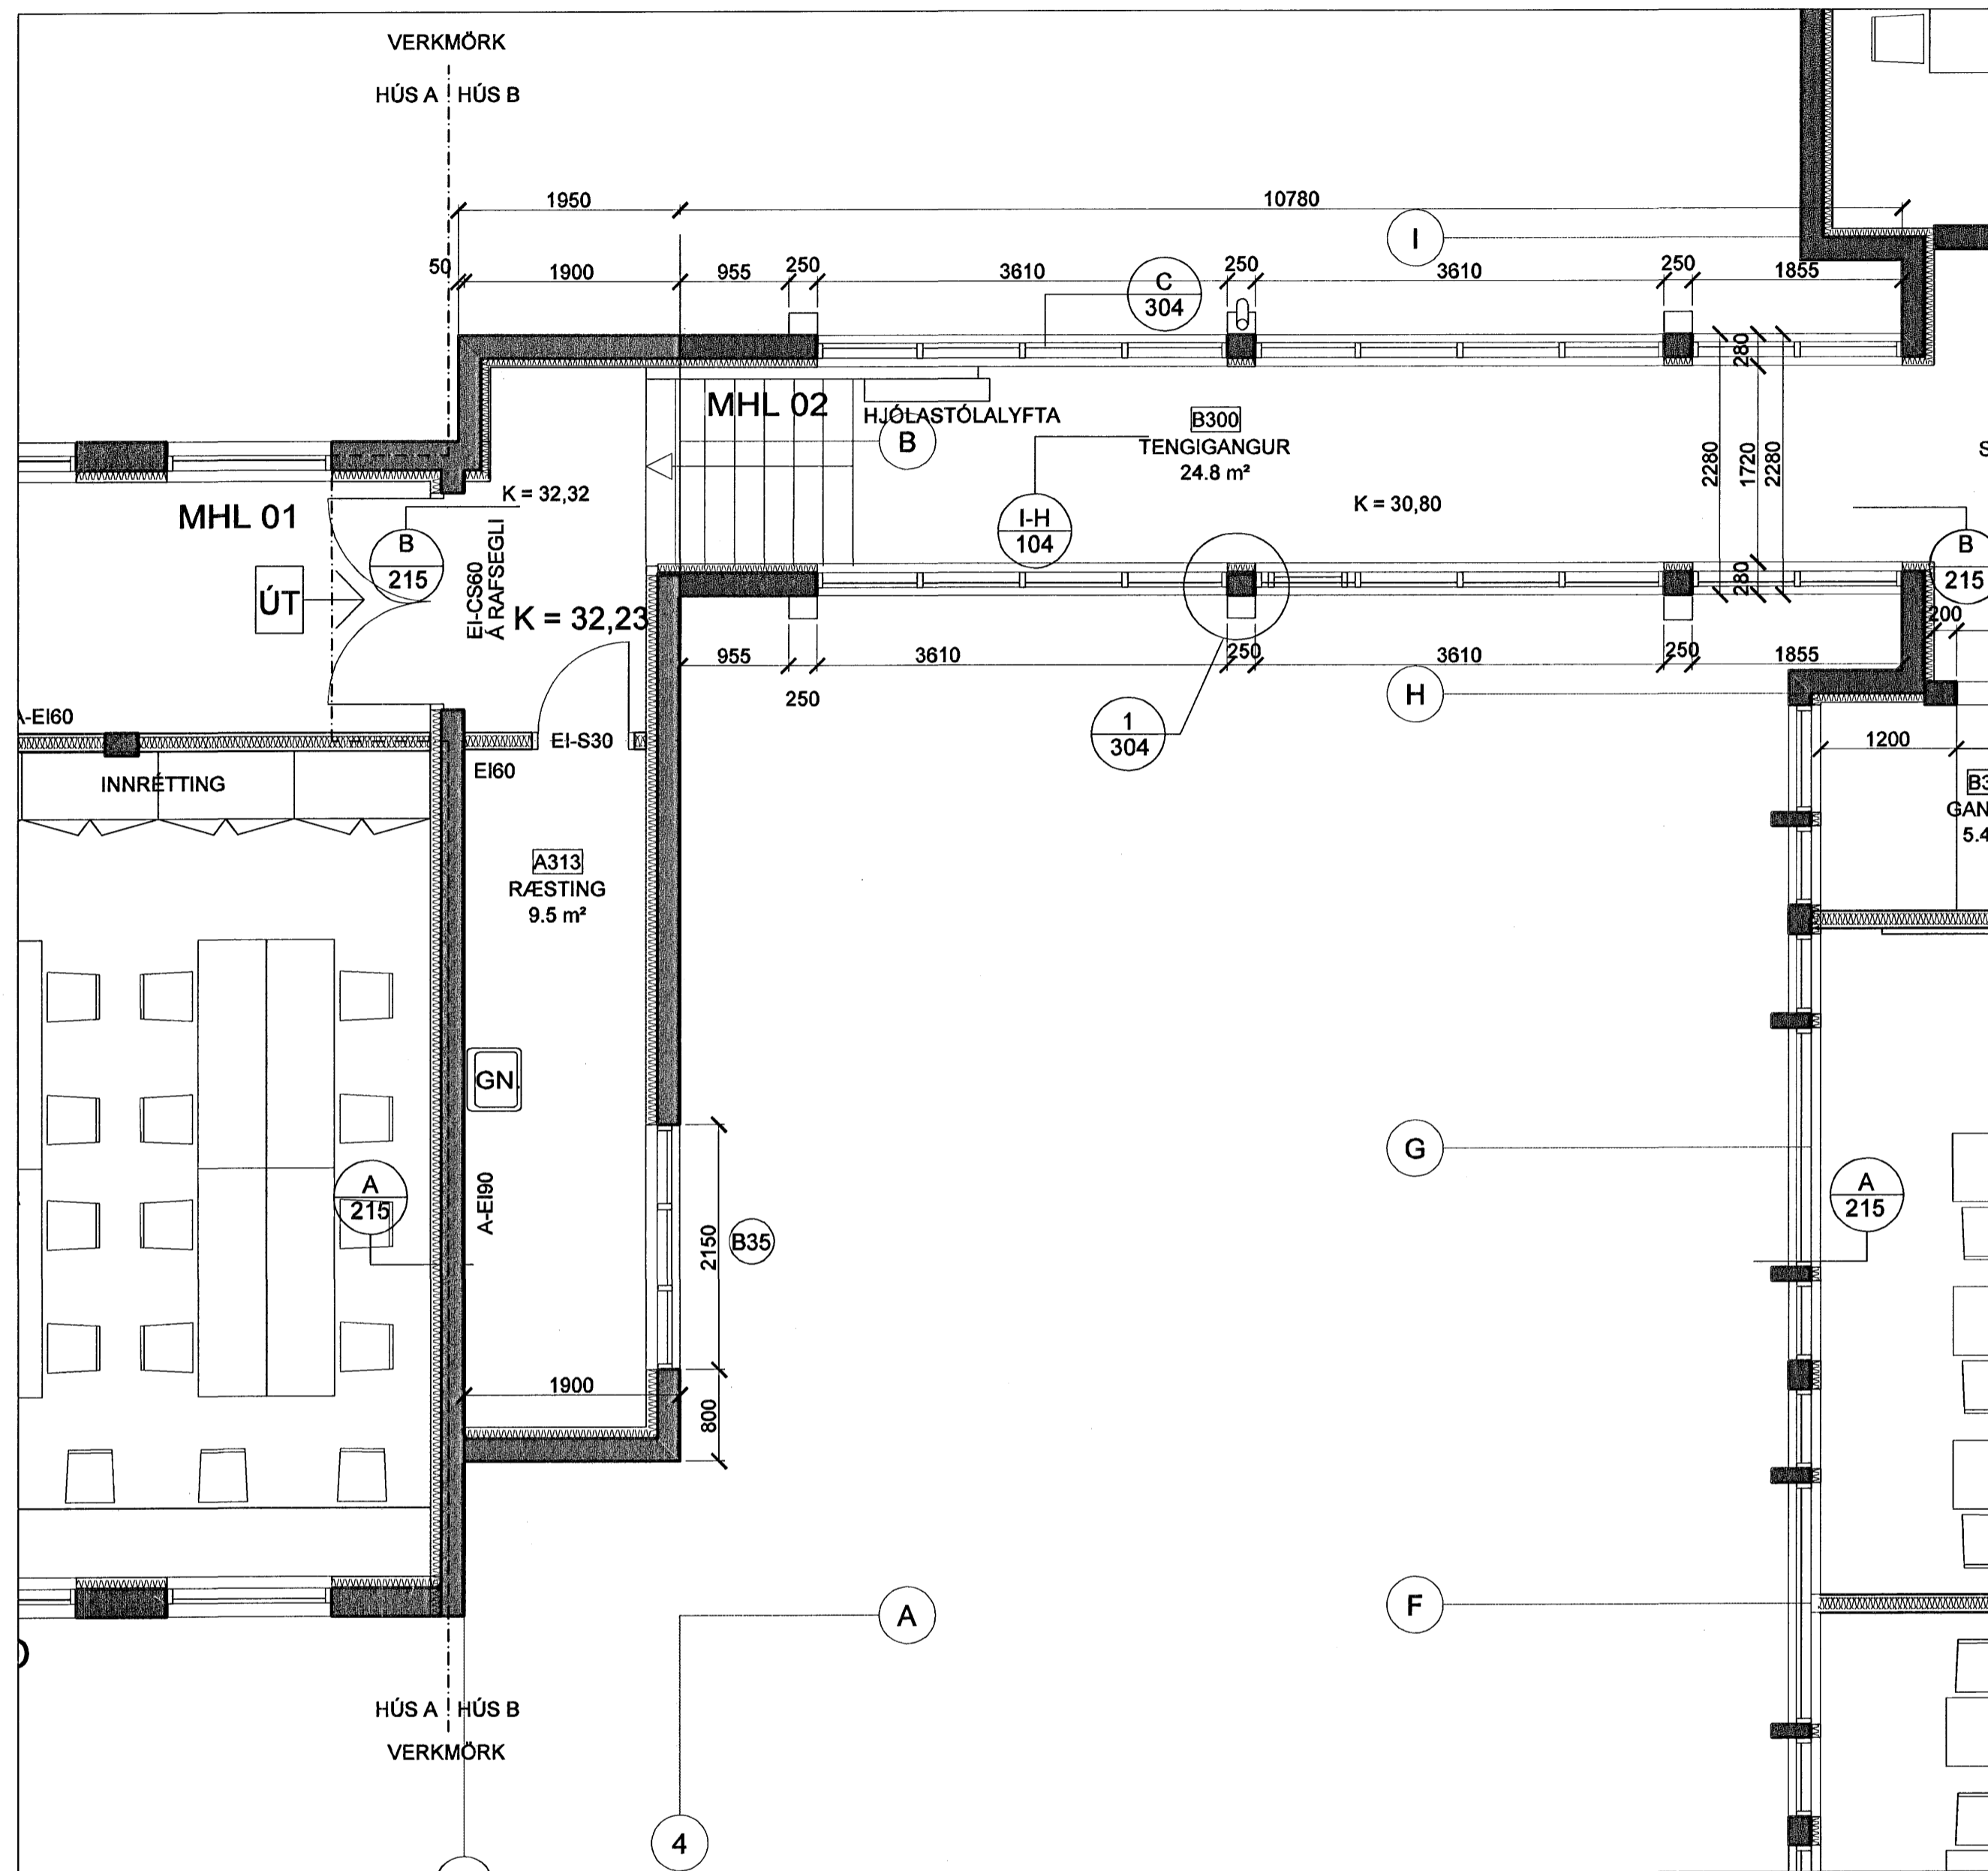 VERKMÖRK
HÚS A HÚS B
1950
10780
I
50
1900
955
250
3610
250
3610
250
1855
C
304
280
MHL 02
HJÓLASTÓLALYFTA
B
B300
TENGIGANGUR
24.8 m²
2280
1720
2280
K = 32,32
K = 30,80
MHL 01
I-H
104
B
215
B
215
ÚT
EI-CS60
Á RAFSEGLI
K = 32,23
280
200
955
3610
250
3610
250
1855
250
H
A-EI60
1
304
EI-S30
1200
EI60
INNRÉTTING
A313
RÆSTING
9.5 m²
GN
G
A
215
A-EI90
2150
B35
A
215
1900
800
A
F
HÚS A HÚS B
VERKMÖRK
4